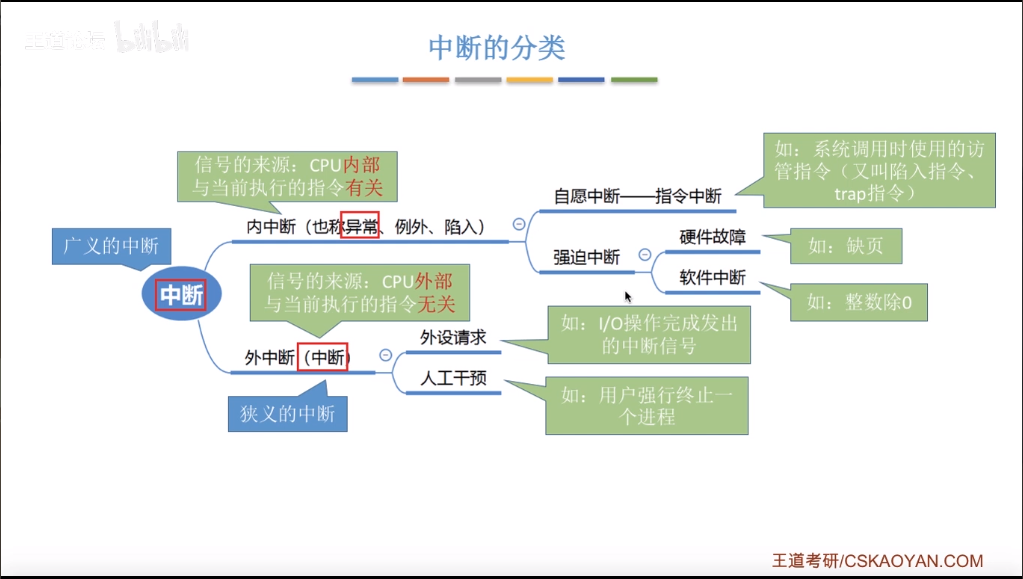 王道考研 bilibili
中断的分类
信号的来源：CPU内部
与当前执行的指令有关
如：系统调用时使用的访
管指令（又叫陷入指令、
trap指令）
自愿中断——指令中断
内中断（也称异常、例外、陷入）
硬件故障
如：缺页
广义的中断
强迫中断
软件中断
如：整数除0
中断
信号的来源：CPU外部
与当前执行的指令无关
外设请求
如：I/O操作完成发出
的中断信号
外中断（中断）
人工干预
如：用户强行终止一
个进程
狭义的中断
王道考研/CSKAOYAN.COM